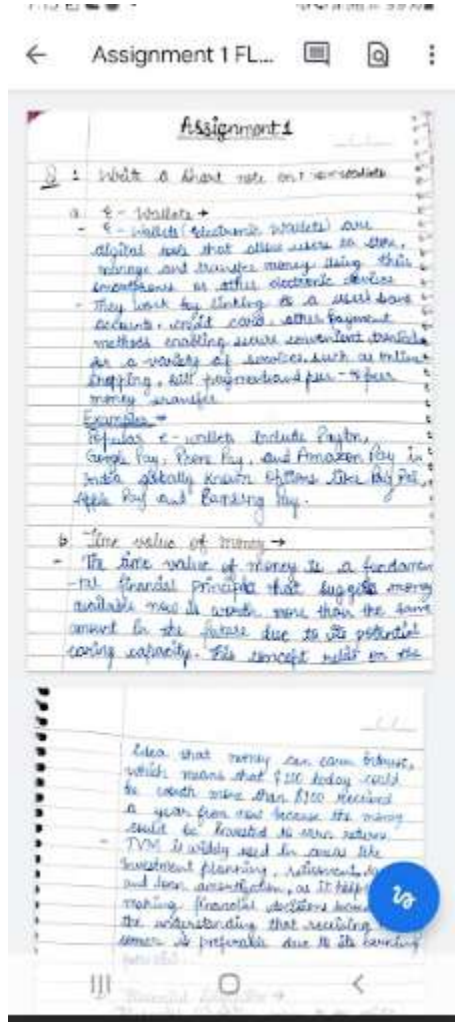 Assignment 1 FL...
Assignment 1
Q 1 Write a short note on :
a. E-Wallets →
- E-wallets (Electronic wallets) are
digital tools that allow users to store,
manage and transfer money using their
smartphones or other electronic devices
- They work by linking to a user's bank
accounts, credit card, other payment
methods enabling secure convenient
for a variety of services, such as online
shopping, bill payments and peer-to-peer
money transfer
Examples →
Popular e-wallets include Paytm,
Google Pay, Phone Pay, and Amazon Pay in
India globally known options like Pay Pal,
Apple Pay and Pay.
b Time value of money →
- The time value of money is a fundamen
-tal financial principle that suggests money
available now is worth more than the same
amount in the future due to its potential
earing capacity. This concept on the
idea that money can earn interest,
which means that $100 today could
be worth more than $100 received
a year from now because the money
could be invested to earn returns
- TVM is widely used in areas like
investment planning, retirement
and loan amortization, as it help
making financial decisions
the understanding that receiving
sooner is preferable due to its